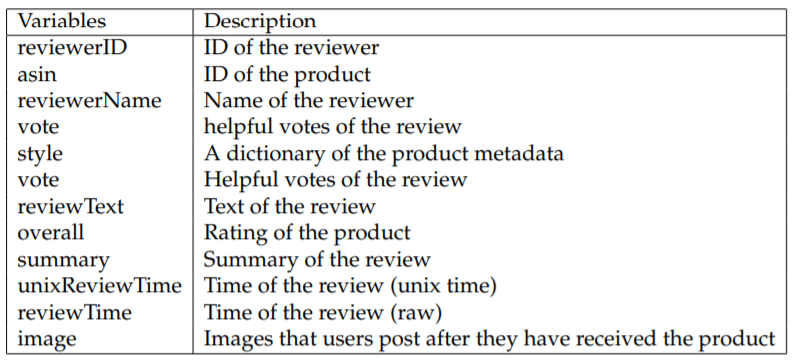 Variables Description
reviewerID ID of the reviewer
asin ID of the product
reviewerName Name of the reviewer
vote helpful votes of the review
style A dictionary of the product metadata
vote Helpful votes of the review
reviewText Text of the review
overall Rating of the product
summary Summary of the review
unixReviewTime Time of the review (unix time)
reviewTime Time of the review (raw)
image Images that users post after they have received the product